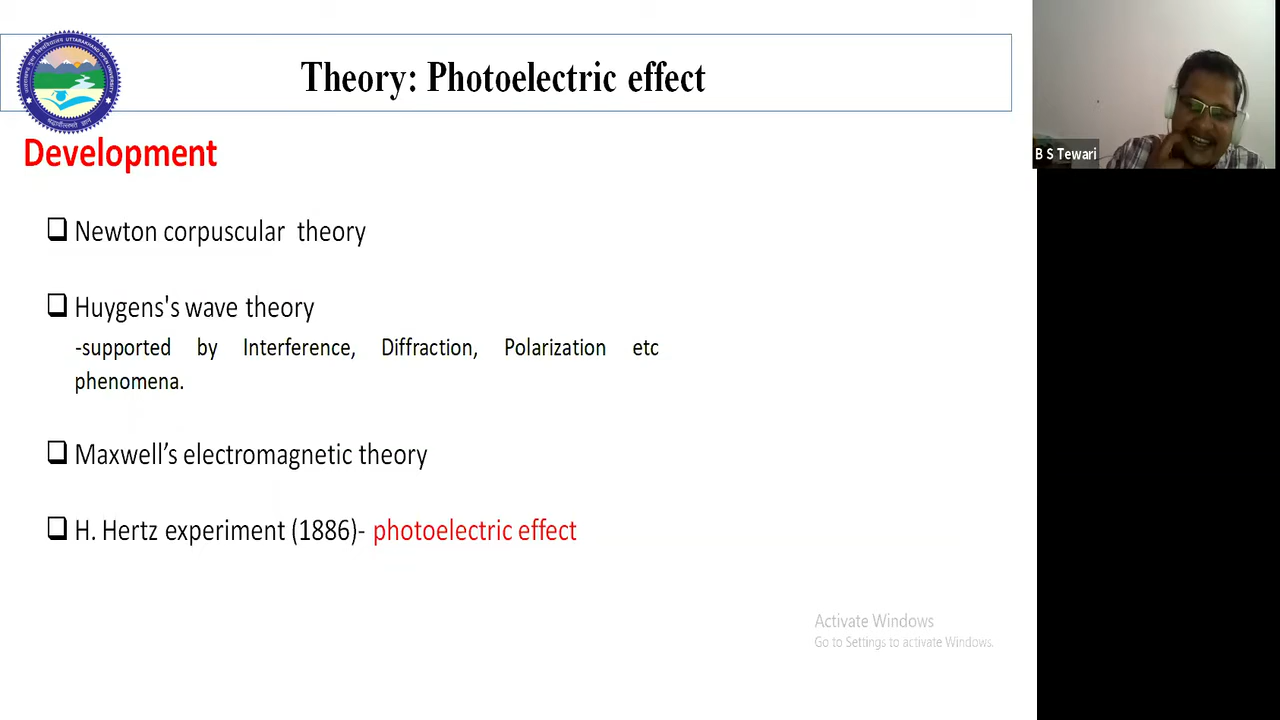 Theory: Photoelectric effect
B S Tewari
Development
❑ Newton corpuscular theory
❑ Huygens's wave theory
-supported by Interference, Diffraction, Polarization etc
phenomena.
❑ Maxwell’s electromagnetic theory
❑ H. Hertz experiment (1886)- photoelectric effect
Activate Windows
Go to Settings to activate Windows.